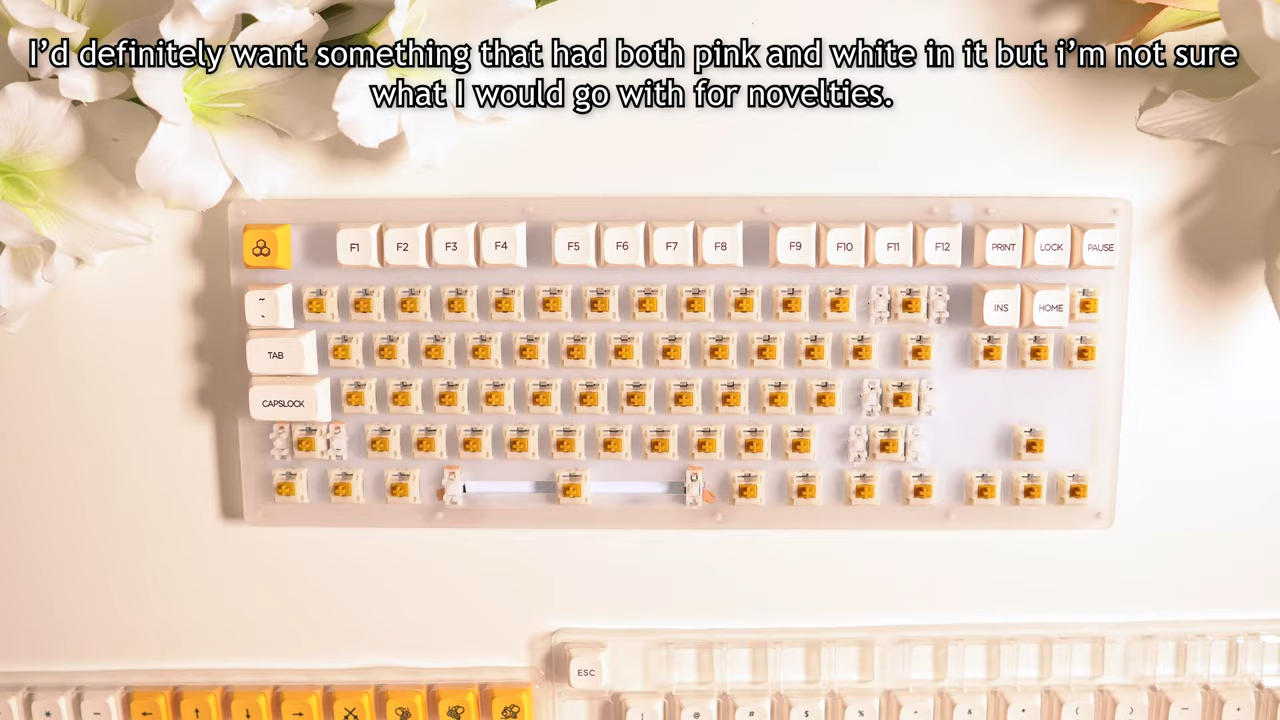 I'd definitely want something that had both pink and white in it but i'm not sure
what I would go with for novelties.
F1 F2 F3 F4 F5 F6 F7 F8 F9 F10 F11 F12 PRINT LOCK PAUSE
~
INS HOME
TAB
CAPSLOCK
ESC
- ← ↑ ↓ →
! @ # $ % ^ & * ( ) — +